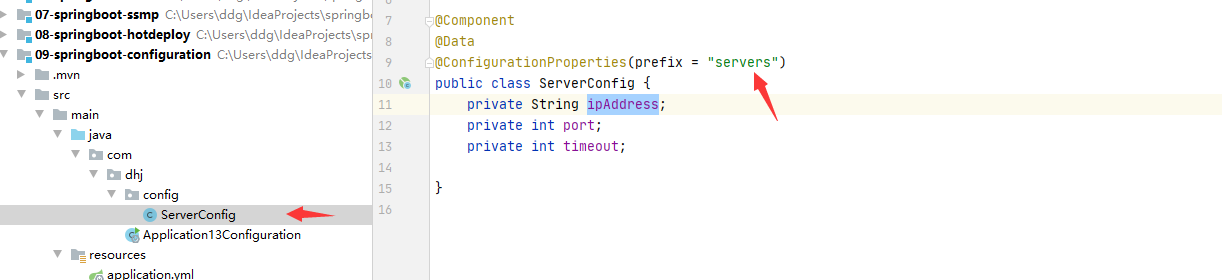 07-springboot-ssmp C:\Users\ddg\IdeaProjects\springboo
08-springboot-hotdeploy C:\Users\ddg\IdeaProjects\spr
09-springboot-configuration C:\Users\ddg\IdeaProjects
.mvn
src
main
java
com
dhj
config
ServerConfig
Application13Configuration
resources
application.yml
7 @Component
8 @Data
9 @ConfigurationProperties(prefix = "servers")
10 public class ServerConfig {
11 private String ipAddress;
12 private int port;
13 private int timeout;
14
15 }
16